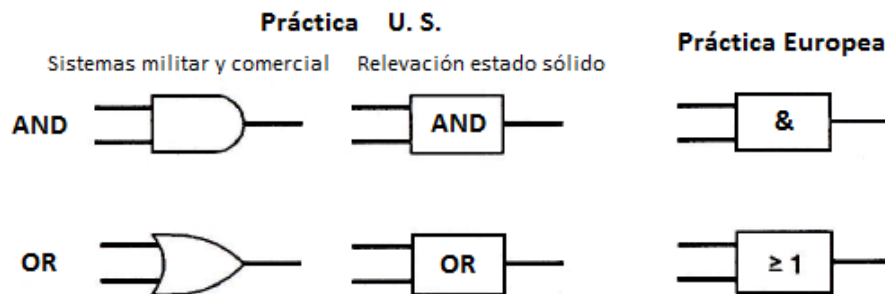 Práctica U. S.
Práctica Europea
Sistemas militar y comercial
Relevación estado sólido
AND
AND
&
OR
OR
≥ 1